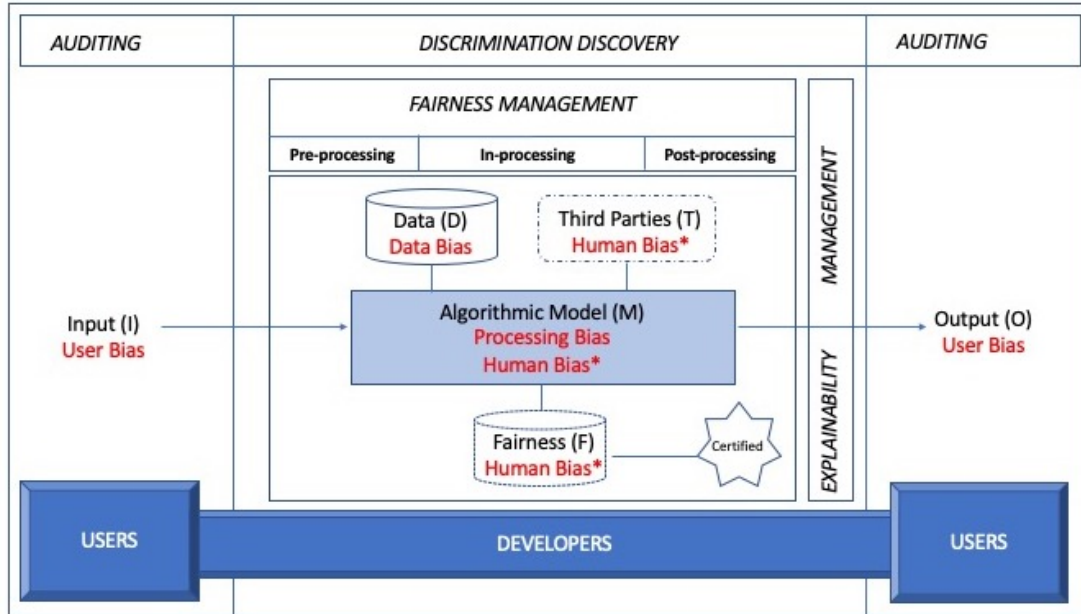 AUDITING
DISCRIMINATION DISCOVERY
AUDITING
FAIRNESS MANAGEMENT
Pre-processing
In-processing
Post-processing
Data (D)
Data Bias
Third Parties (T)
Human Bias*
Input (I)
User Bias
Algorithmic Model (M)
Processing Bias
Human Bias*
Fairness (F)
Human Bias*
Certified
EXPLAINABILITY MANAGEMENT
Output (O)
User Bias
USERS
DEVELOPERS
USERS